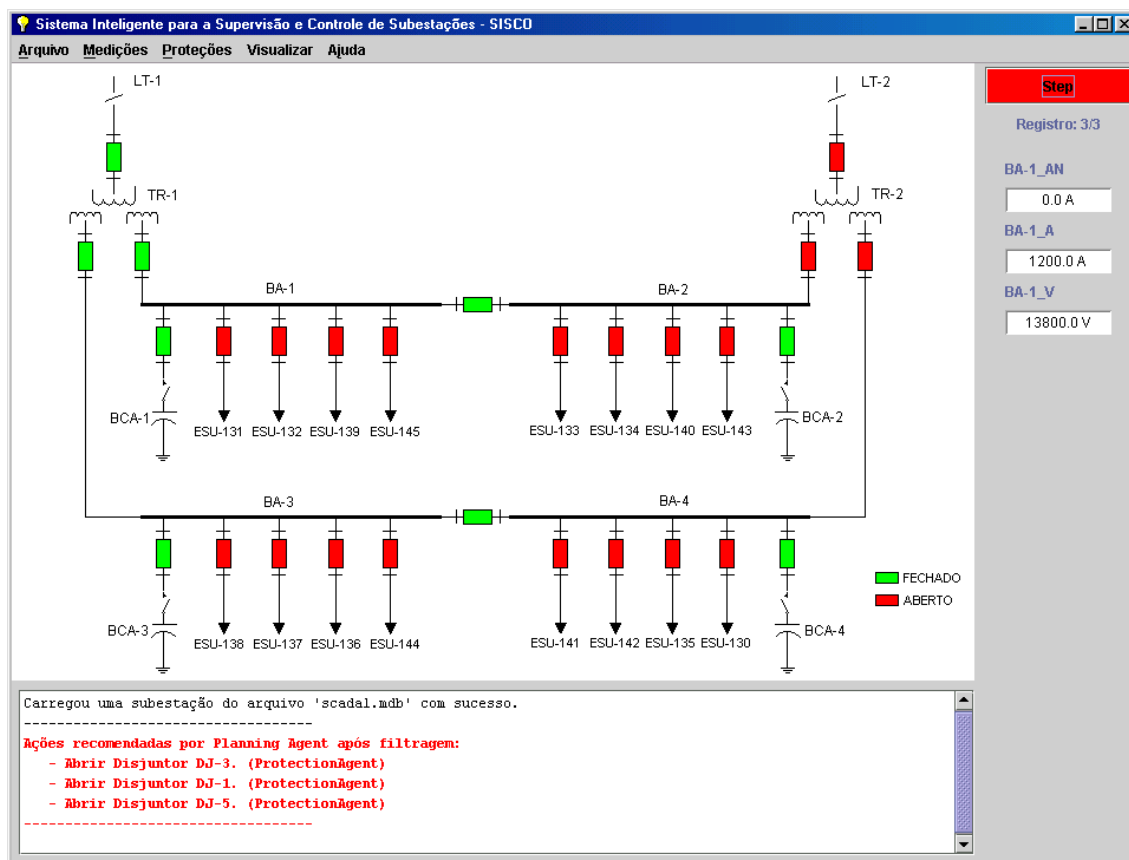 Sistema Inteligente para a Supervisão e Controle de Subestações - SISCO
Arquivo Medições Proteções Visualizar Ajuda
LT-1
LT-2
Step
Registro: 3/3
TR-1
TR-2
BA-1_AN
0.0 A
BA-1_A
1200.0 A
BA-1
BA-2
BA-1_V
13800.0 V
BCA-1
BCA-2
ESU-131 ESU-132 ESU-139 ESU-145
ESU-133 ESU-134 ESU-140 ESU-143
BA-3
BA-4
FECHADO
ABERTO
BCA-3
BCA-4
ESU-138 ESU-137 ESU-136 ESU-144
ESU-141 ESU-142 ESU-135 ESU-130
Carregou uma subestação do arquivo 'scada1.mdb' com sucesso.
-----------------------------------
Ações recomendadas por Planning Agent após filtragem:
- Abrir Disjuntor DJ-3. (ProtectionAgent)
- Abrir Disjuntor DJ-1. (ProtectionAgent)
- Abrir Disjuntor DJ-5. (ProtectionAgent)
-----------------------------------